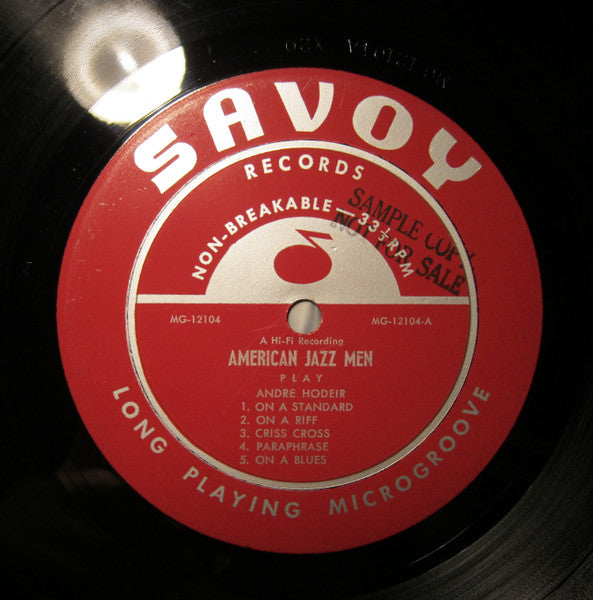 SAVOY
RECORDS
NON-BREAKABLE — 33 1/3 RPM
SAMPLE COPY
NOT FOR SALE
MG-12104
MG-12104-A
A Hi-Fi Recording
AMERICAN JAZZ MEN
PLAY
ANDRE HODEIR
1. ON A STANDARD
2. ON A RIFF
3. CRISS CROSS
4. PARAPHRASE
5. ON A BLUES
LONG PLAYING MICROGROOVE